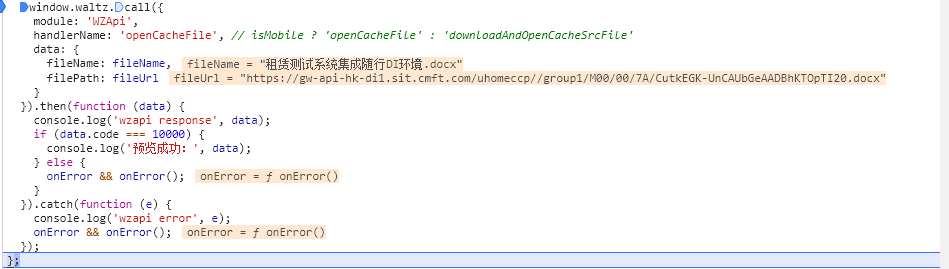 window.waltz.call({
module: 'WZApi',
handlerName: 'openCacheFile', // isMobile ? 'openCacheFile' : 'downloadAndOpenCacheSrcFile'
data: {
fileName: fileName, fileName = "租赁测试系统集成随行DI环境.docx"
filePath: fileUrl fileUrl = "https://gw-api-hk-di1.sit.cmft.com/uhomeccp//group1/M00/00/7A/CutkEGK-UnCAUbGeAADBhKTOpTI20.docx"
}
}).then(function (data) {
console.log('wzapi response', data);
if (data.code === 10000) {
console.log('预览成功: ', data);
} else {
onError && onError(); onError = ƒ onError()
}
}).catch(function (e) {
console.log('wzapi error', e);
onError && onError(); onError = ƒ onError()
});
};